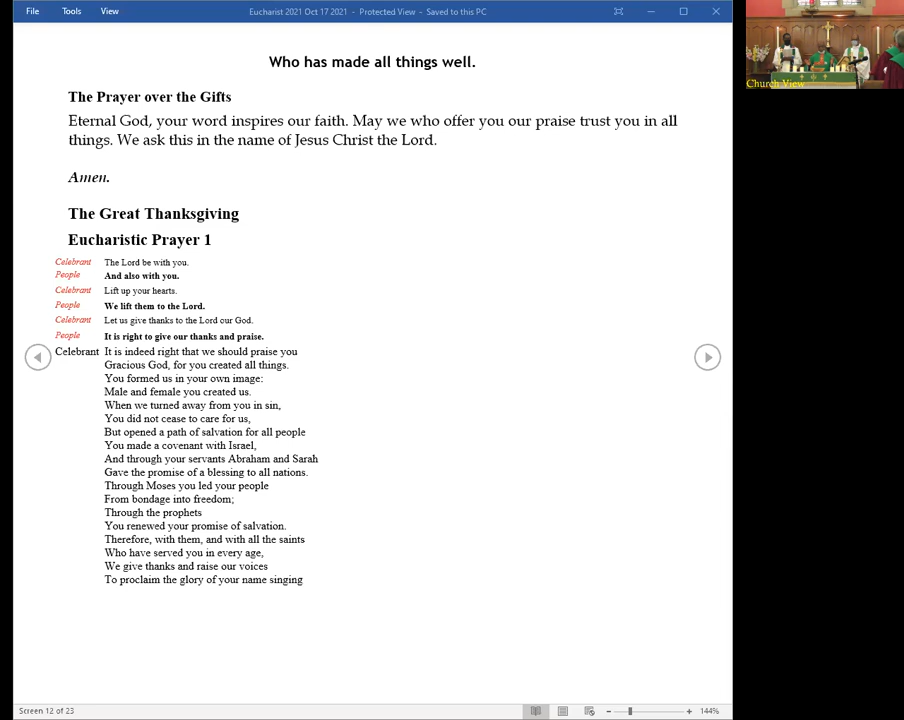 File Tools View Eucharist 2021 Oct 17 2021 - Protected View - Saved to this PC
Church View
Who has made all things well.
The Prayer over the Gifts
Eternal God, your word inspires our faith. May we who offer you our praise trust you in all
things. We ask this in the name of Jesus Christ the Lord.
Amen.
The Great Thanksgiving
Eucharistic Prayer 1
Celebrant The Lord be with you.
People And also with you.
Celebrant Lift up your hearts.
People We lift them to the Lord.
Celebrant Let us give thanks to the Lord our God.
People It is right to give our thanks and praise.
Celebrant It is indeed right that we should praise you
Gracious God, for you created all things.
You formed us in your own image:
Male and female you created us.
When we turned away from you in sin,
You did not cease to care for us,
But opened a path of salvation for all people
You made a covenant with Israel,
And through your servants Abraham and Sarah
Gave the promise of a blessing to all nations.
Through Moses you led your people
From bondage into freedom;
Through the prophets
You renewed your promise of salvation.
Therefore, with them, and with all the saints
Who have served you in every age,
We give thanks and raise our voices
To proclaim the glory of your name singing
Screen 12 of 23
144%